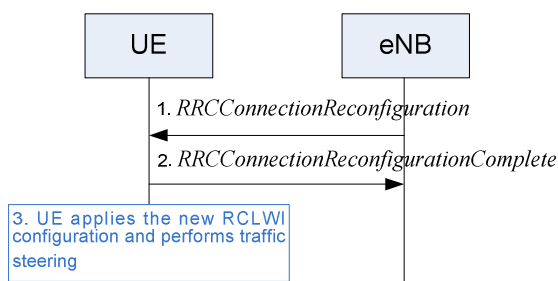 UE
eNB
1. RRCConnectionReconfiguration
2. RRCConnectionReconfigurationComplete
3. UE applies the new RCLWI
configuration and performs traffic
steering